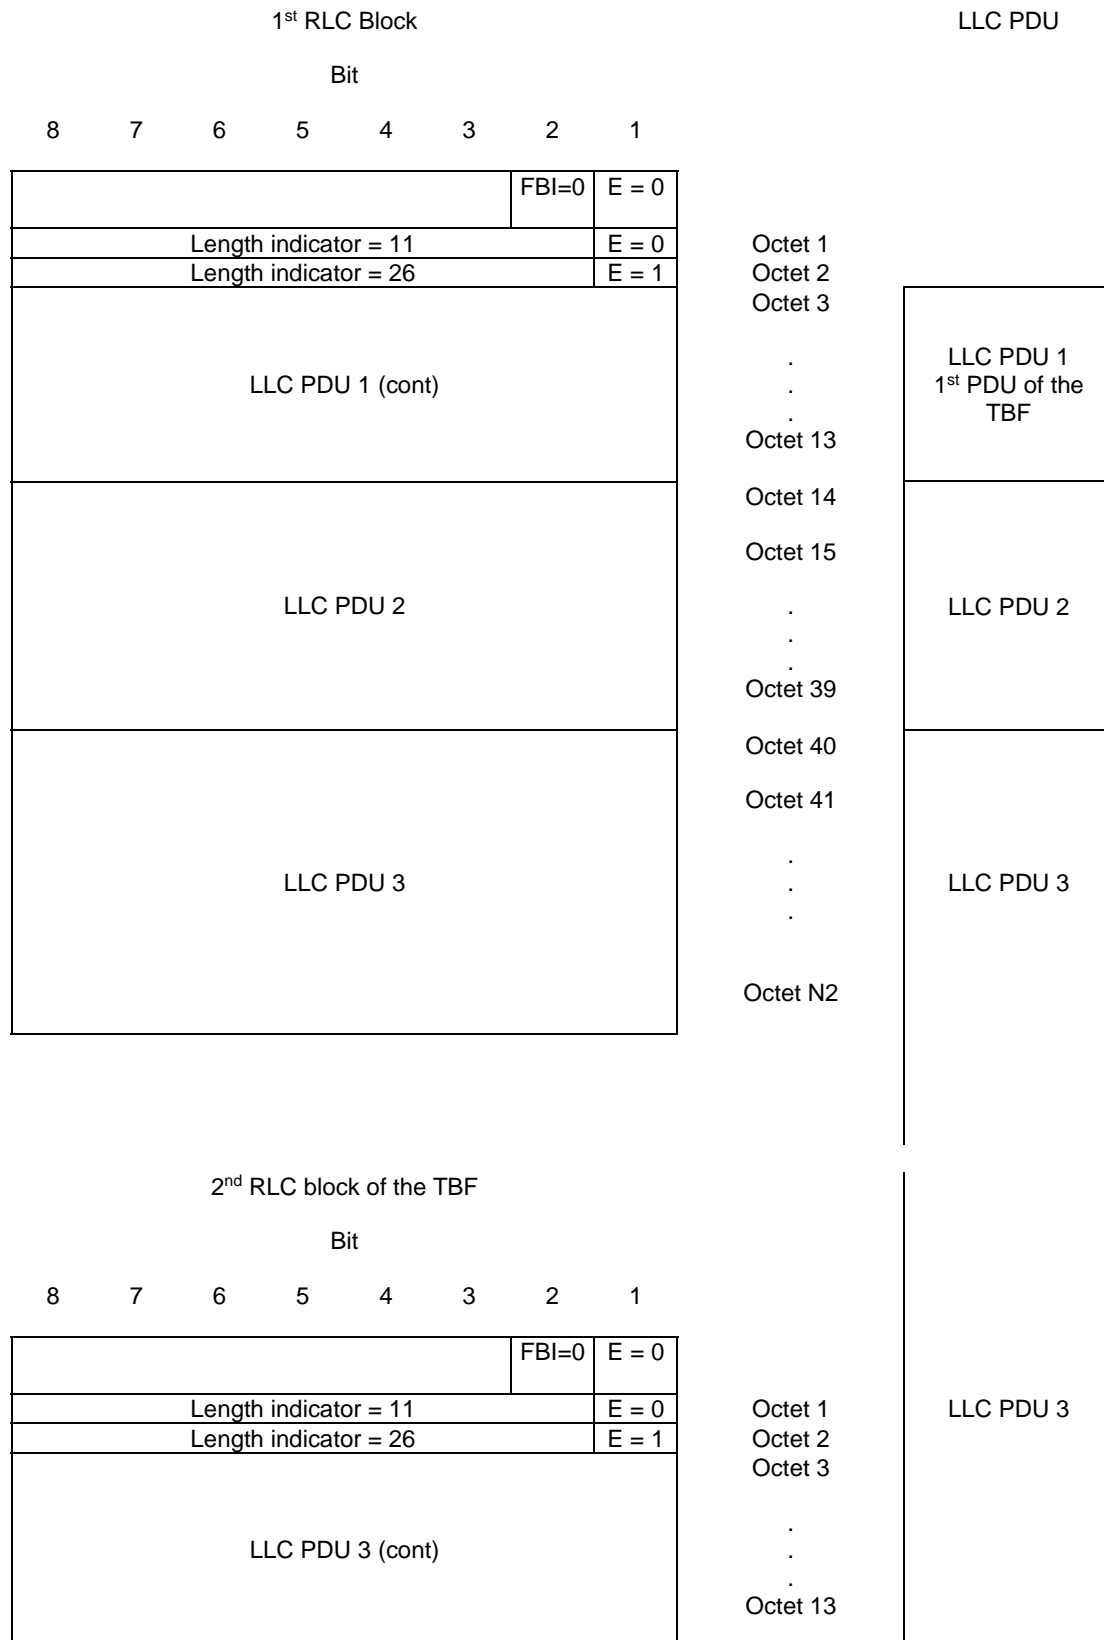 1st RLC Block LLC PDU
Bit
8 7 6 5 4 3 2 1
FBI=0 E = 0
Length indicator = 11 E = 0 Octet 1
Length indicator = 26 E = 1 Octet 2
Octet 3
.
LLC PDU 1
LLC PDU 1 (cont)
.
1st PDU of the
.
TBF
Octet 13
Octet 14
Octet 15
LLC PDU 2 . LLC PDU 2
.
.
Octet 39
Octet 40
Octet 41
.
LLC PDU 3 . LLC PDU 3
.
Octet N2
2nd RLC block of the TBF
Bit
8 7 6 5 4 3 2 1
FBI=0 E = 0
Length indicator = 11 E = 0 Octet 1 LLC PDU 3
Length indicator = 26 E = 1 Octet 2
Octet 3
.
LLC PDU 3 (cont) .
.
Octet 13